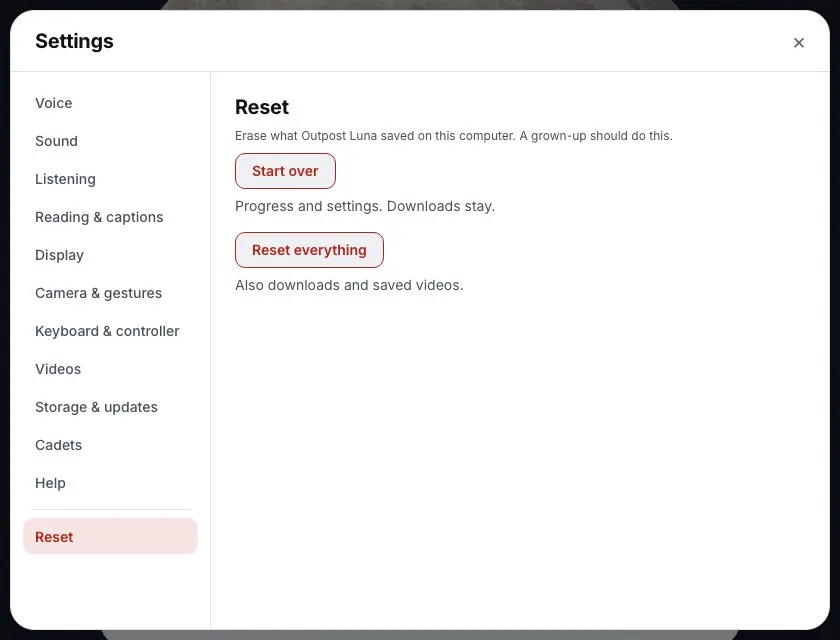 Settings
×
Voice
Sound
Listening
Reading & captions
Display
Camera & gestures
Keyboard & controller
Videos
Storage & updates
Cadets
Help
Reset
Reset
Erase what Outpost Luna saved on this computer. A grown-up should do this.
Start over
Progress and settings. Downloads stay.
Reset everything
Also downloads and saved videos.